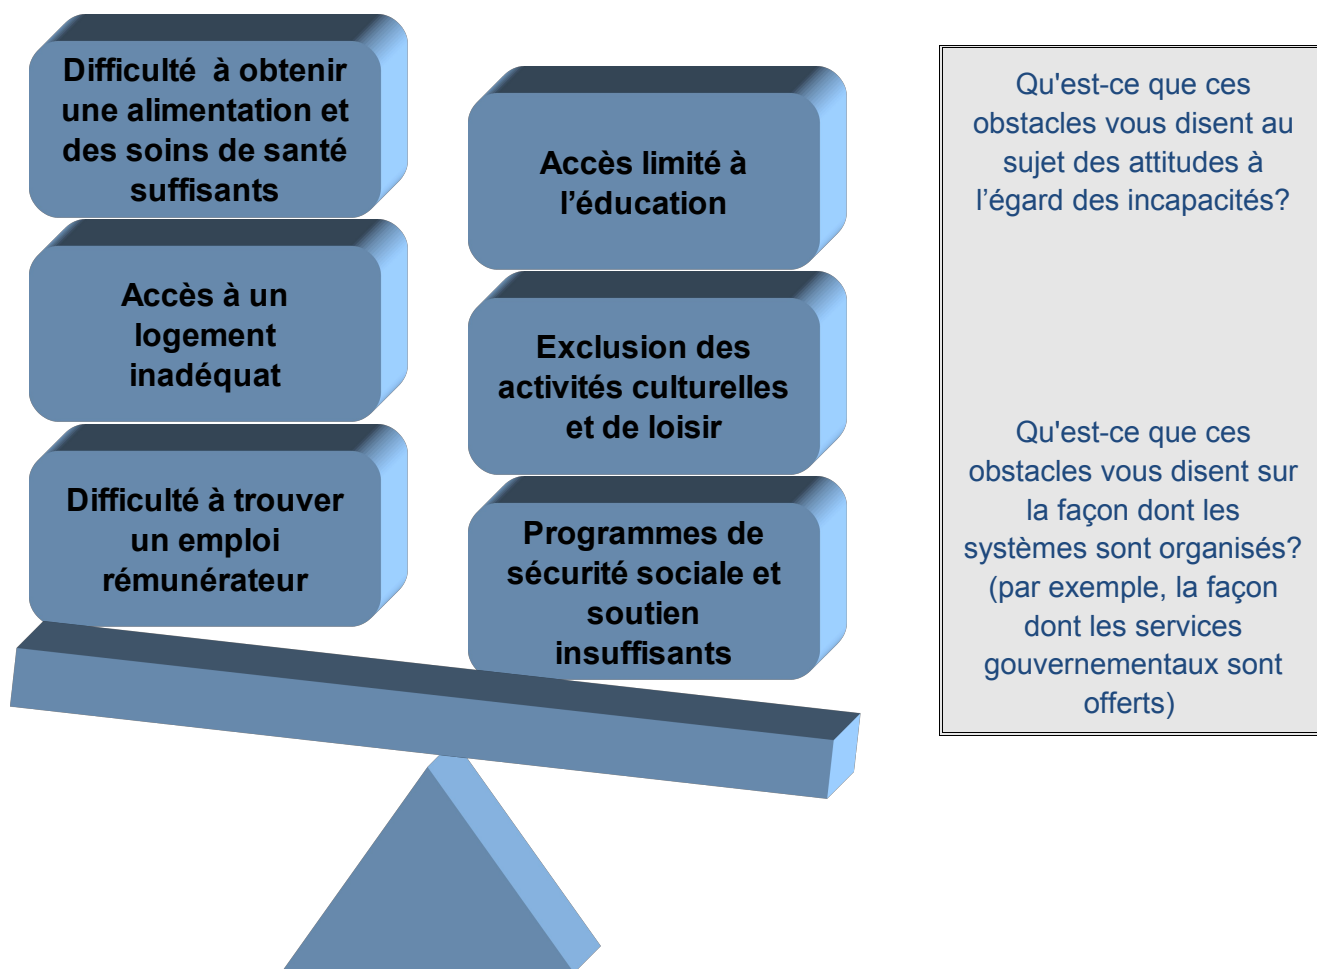 Difficulté à obtenir
une alimentation et
des soins de santé
suffisants
Accès à un
logement
inadéquat
Difficulté à trouver
un emploi
rémunérateur
Accès limité à
l’éducation
Exclusion des
activités culturelles
et de loisir
Programmes de
sécurité sociale et
soutien
insuffisants
Qu'est-ce que ces
obstacles vous disent au
sujet des attitudes à
l’égard des incapacités?
Qu'est-ce que ces
obstacles vous disent sur
la façon dont les
systèmes sont organisés?
(par exemple, la façon
dont les services
gouvernementaux sont
offerts)